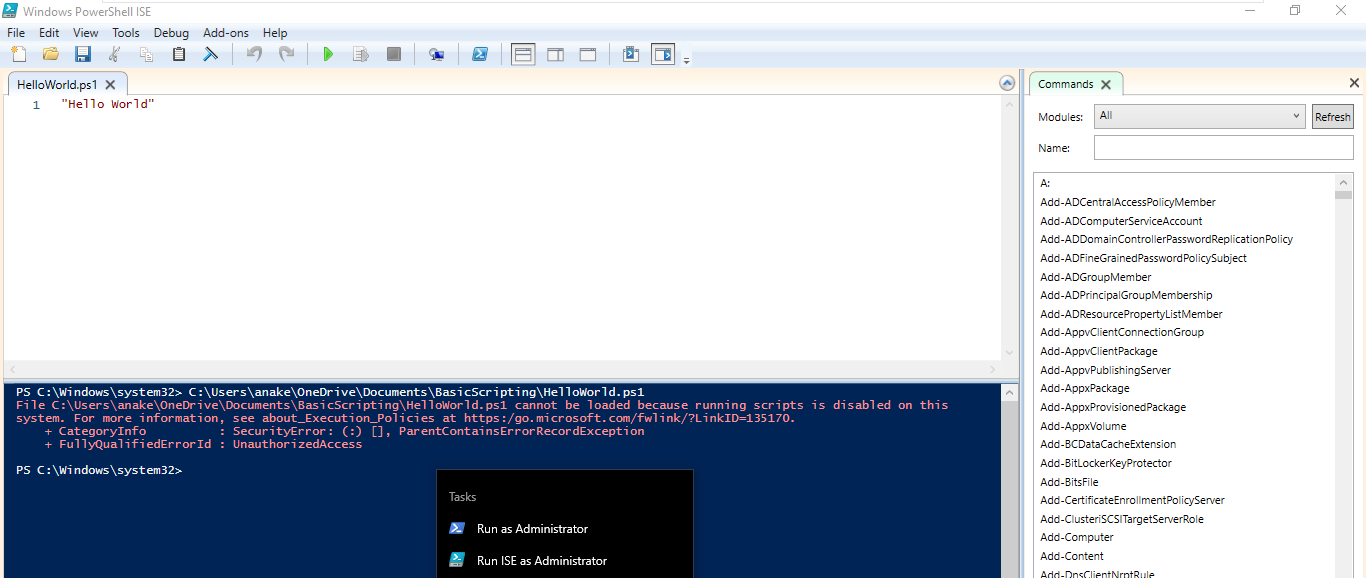 Windows PowerShell ISE
File Edit View Tools Debug Add-ons Help
HelloWorld.ps1
1 "Hello World"
PS C:\Windows\system32> C:\Users\anake\OneDrive\Documents\BasicScripting\HelloWorld.ps1
File C:\Users\anake\OneDrive\Documents\BasicScripting\HelloWorld.ps1 cannot be loaded because running scripts is disabled on this
system. For more information, see about_Execution_Policies at https:/go.microsoft.com/fwlink/?LinkID=135170.
+ CategoryInfo : SecurityError: (:) [], ParentContainsErrorRecordException
+ FullyQualifiedErrorId : UnauthorizedAccess
PS C:\Windows\system32>
Tasks
Run as Administrator
Run ISE as Administrator
Commands
Modules: All Refresh
Name:
A:
Add-ADCentralAccessPolicyMember
Add-ADComputerServiceAccount
Add-ADDomainControllerPasswordReplicationPolicy
Add-ADFineGrainedPasswordPolicySubject
Add-ADGroupMember
Add-ADPrincipalGroupMembership
Add-ADResourcePropertyListMember
Add-AppvClientConnectionGroup
Add-AppvClientPackage
Add-AppvPublishingServer
Add-AppxPackage
Add-AppxProvisionedPackage
Add-AppxVolume
Add-BCDataCacheExtension
Add-BitLockerKeyProtector
Add-BitsFile
Add-CertificateEnrollmentPolicyServer
Add-ClusteriSCSITargetServerRole
Add-Computer
Add-Content
Add-DnsClientNrptRule